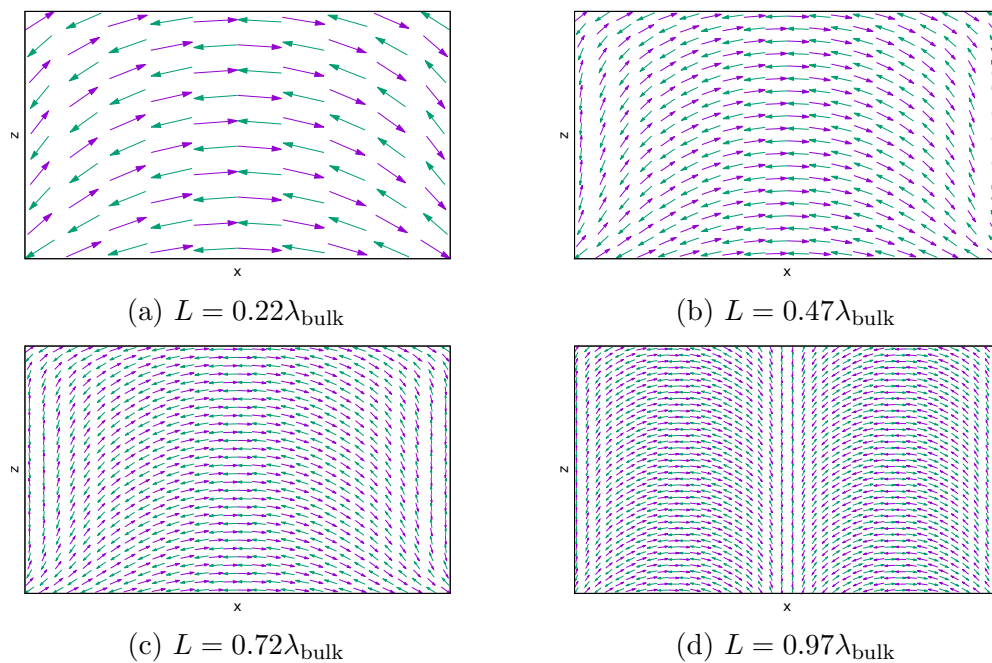 z
x
(a) L = 0.22λbulk
z
x
(b) L = 0.47λbulk
z
x
(c) L = 0.72λbulk
z
x
(d) L = 0.97λbulk